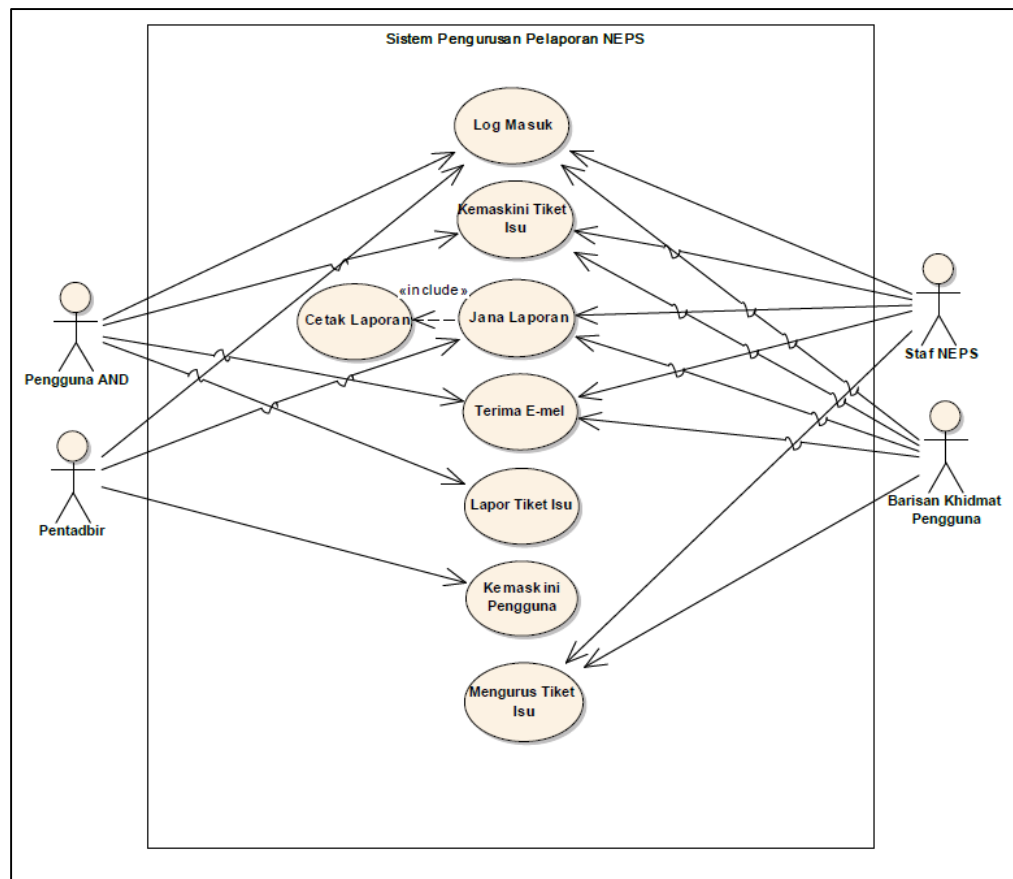 Sistem Pengurusan Pelaporan NEPS
Log Masuk
Kemaskini Tiket
Isu
«include»
Cetak Laporan
Jana Laporan
Terima E-mel
Lapor Tiket Isu
Kemaskini
Pengguna
Mengurus Tiket
Isu
Pengguna AND
Pentadbir
Staf NEPS
Barisan Khidmat
Pengguna